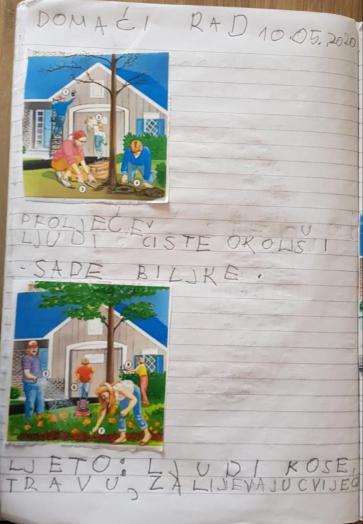 DOMAĆI RAD 10.05.2020
PROLJEĆE:
LJUDI ČISTE OKOLIŠ I
-SADE BILJKE.
LJETO: LJUDI KOSE
TRAVU, ZALIJEVAJU CVIJEĆ